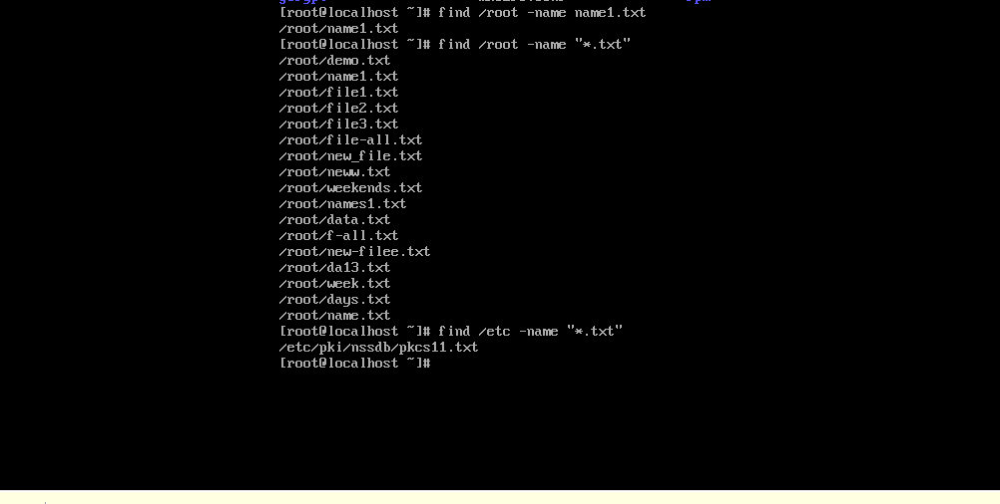 [root@localhost ~]# find /root -name name1.txt
/root/name1.txt
[root@localhost ~]# find /root -name "*.txt"
/root/demo.txt
/root/name1.txt
/root/file1.txt
/root/file2.txt
/root/file3.txt
/root/file-all.txt
/root/new_file.txt
/root/neww.txt
/root/weekends.txt
/root/names1.txt
/root/data.txt
/root/f-all.txt
/root/new-filee.txt
/root/da13.txt
/root/week.txt
/root/days.txt
/root/name.txt
[root@localhost ~]# find /etc -name "*.txt"
/etc/pki/nssdb/pkcs11.txt
[root@localhost ~]#